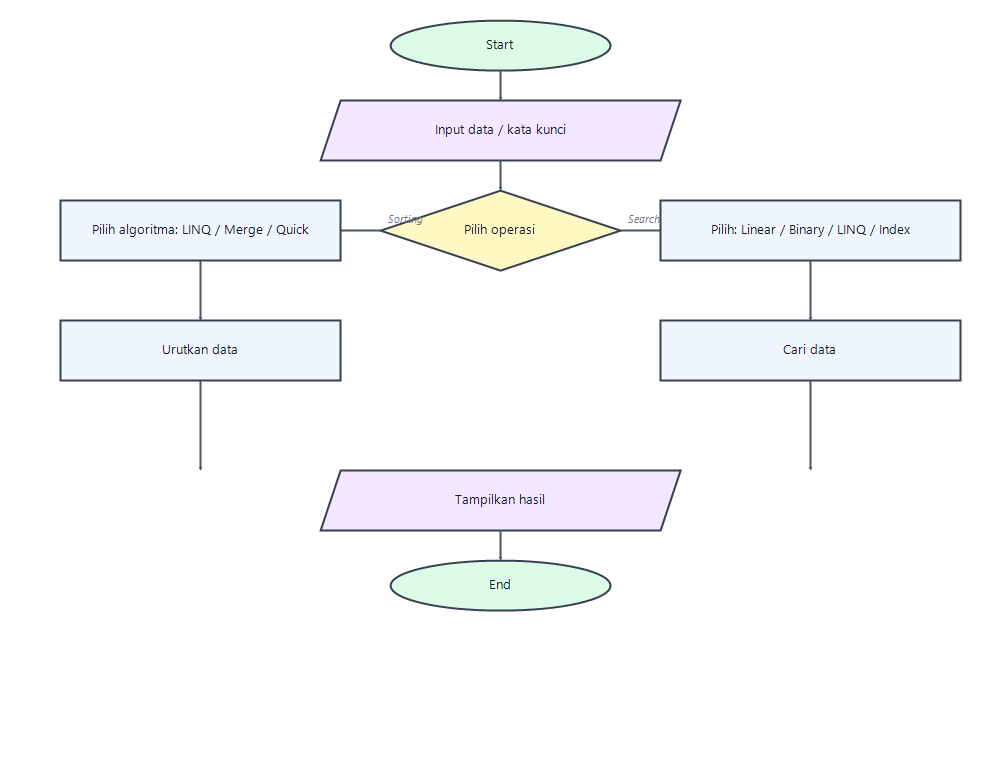 Start
Input data / kata kunci
Sorting
Search
Pilih algoritma: LINQ / Merge / Quick
Pilih operasi
Pilih: Linear / Binary / LINQ / Index
Urutkan data
Cari data
Tampilkan hasil
End